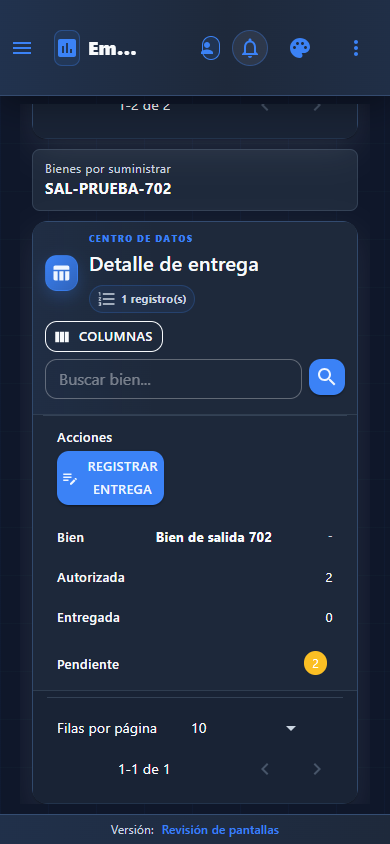 Em...
1-2 de 2
Bienes por suministrar
SAL-PRUEBA-702
CENTRO DE DATOS
Detalle de entrega
1 registro(s)
COLUMNAS
Buscar bien...
Acciones
REGISTRAR
ENTREGA
Bien Bien de salida 702 -
Autorizada 2
Entregada 0
Pendiente 2
Filas por página 10
1-1 de 1
Versión: Revisión de pantallas